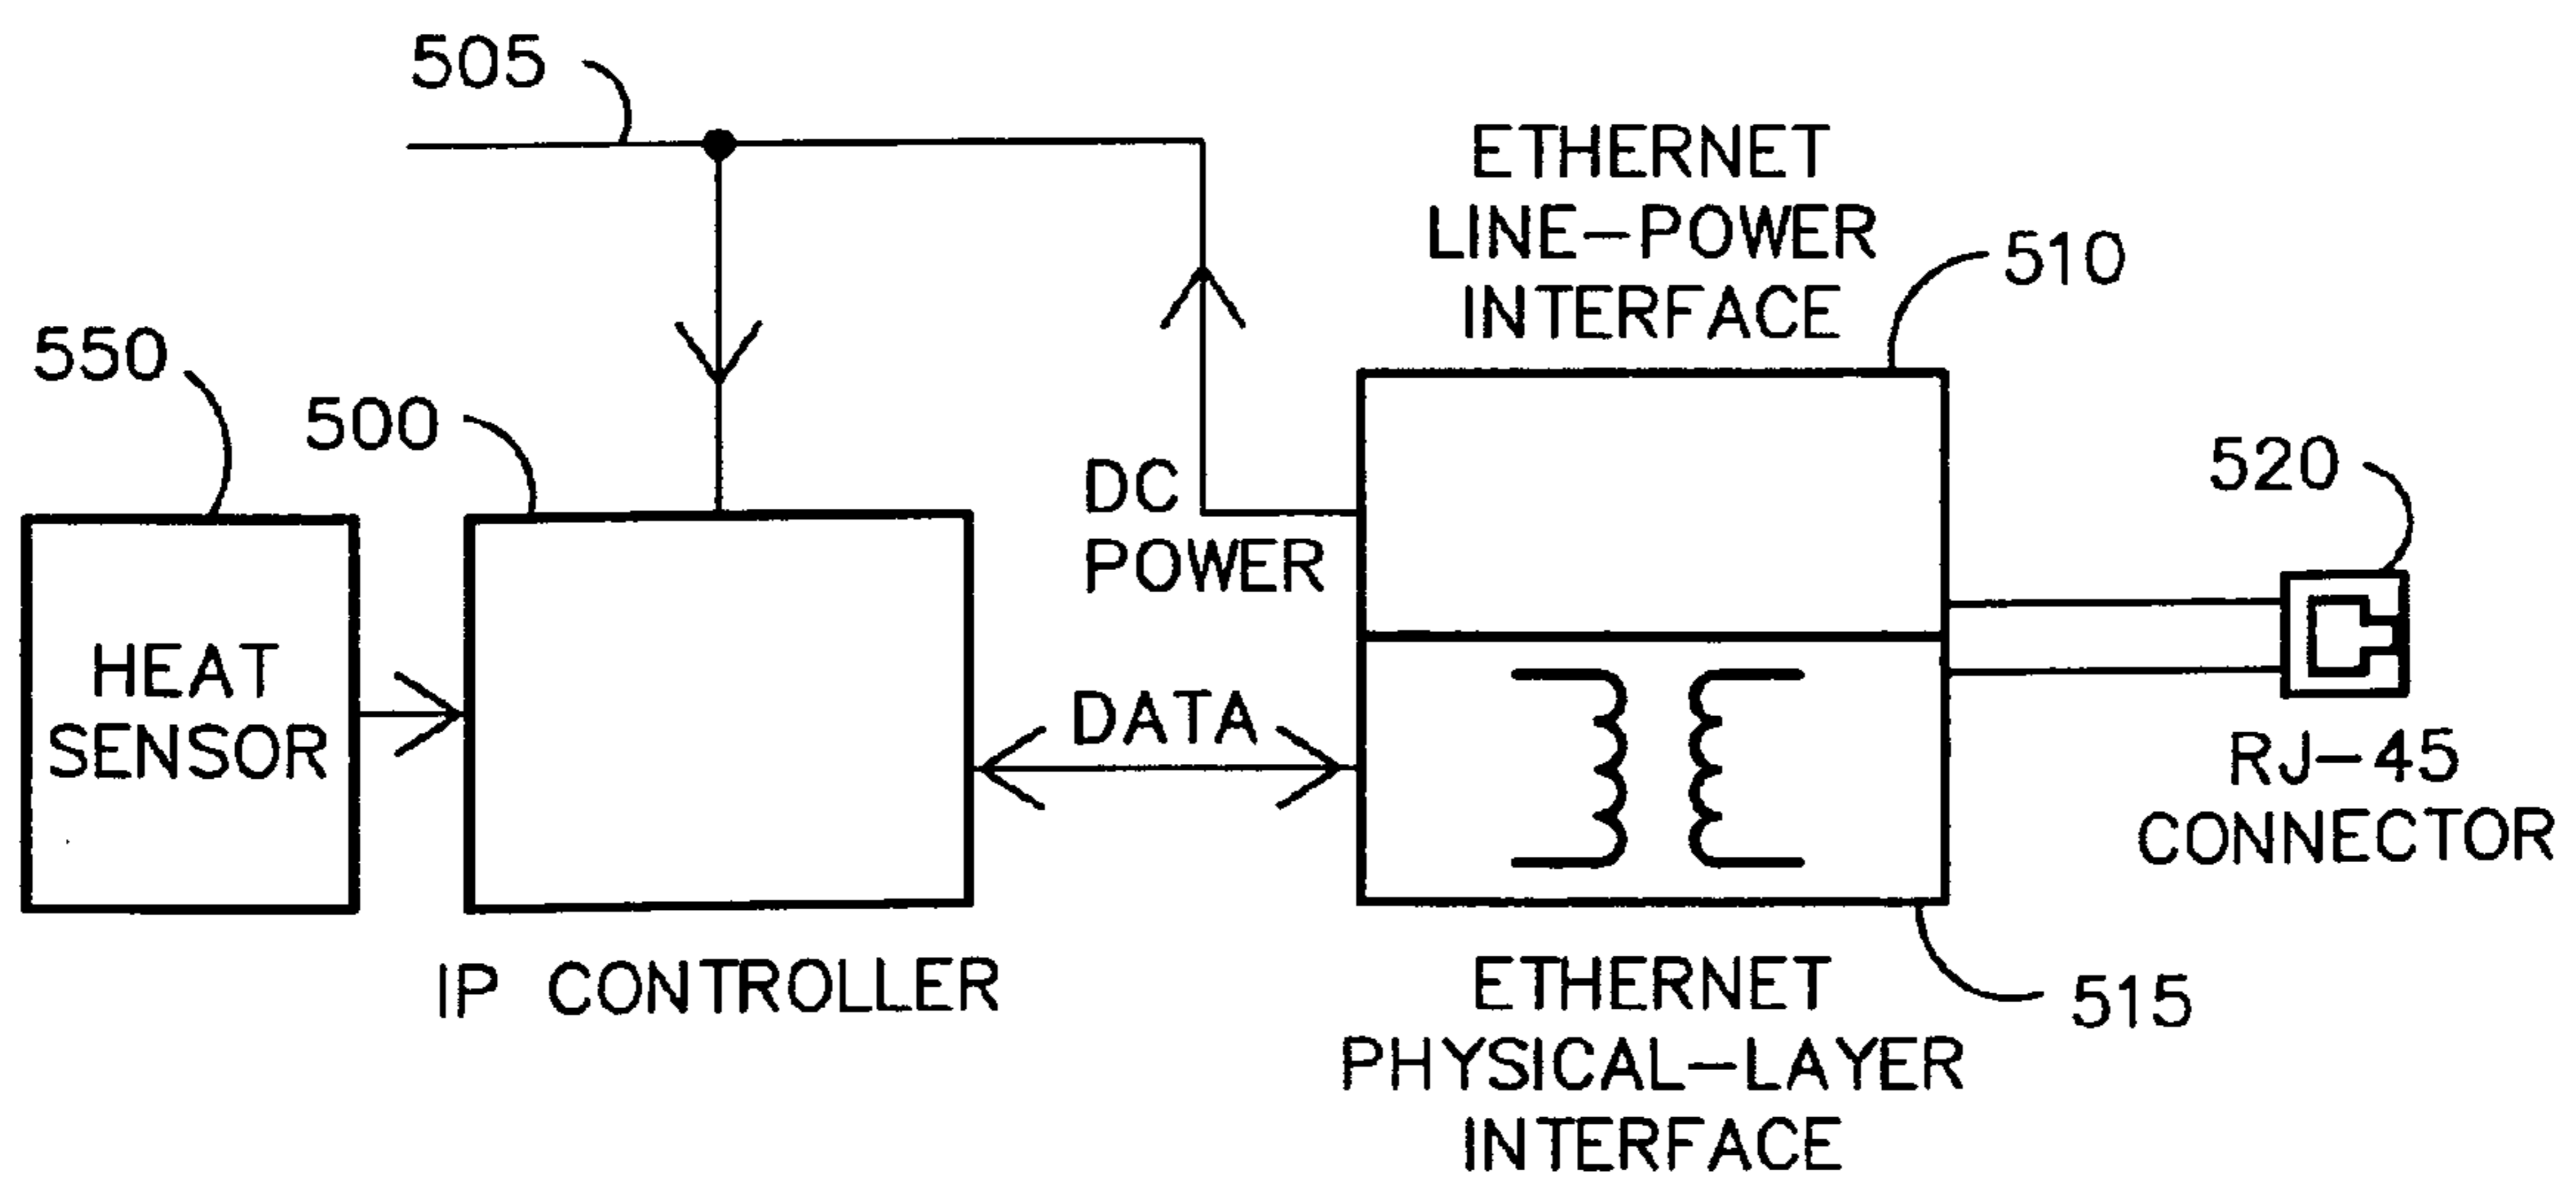 505
ETHERNET
LINE-POWER
INTERFACE
510
550
500
520
DC
POWER
HEAT
SENSOR
DATA
RJ-45
CONNECTOR
IP CONTROLLER
ETHERNET
PHYSICAL-LAYER
INTERFACE
515